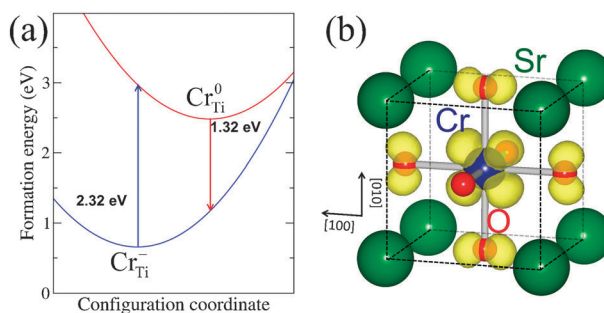 (a)
Formation energy (eV)
3
2
1
0
Cr⁰Ti
1.32 eV
2.32 eV
Cr⁻Ti
Configuration coordinate
(b)
Sr
Cr
O
[010]
[100]